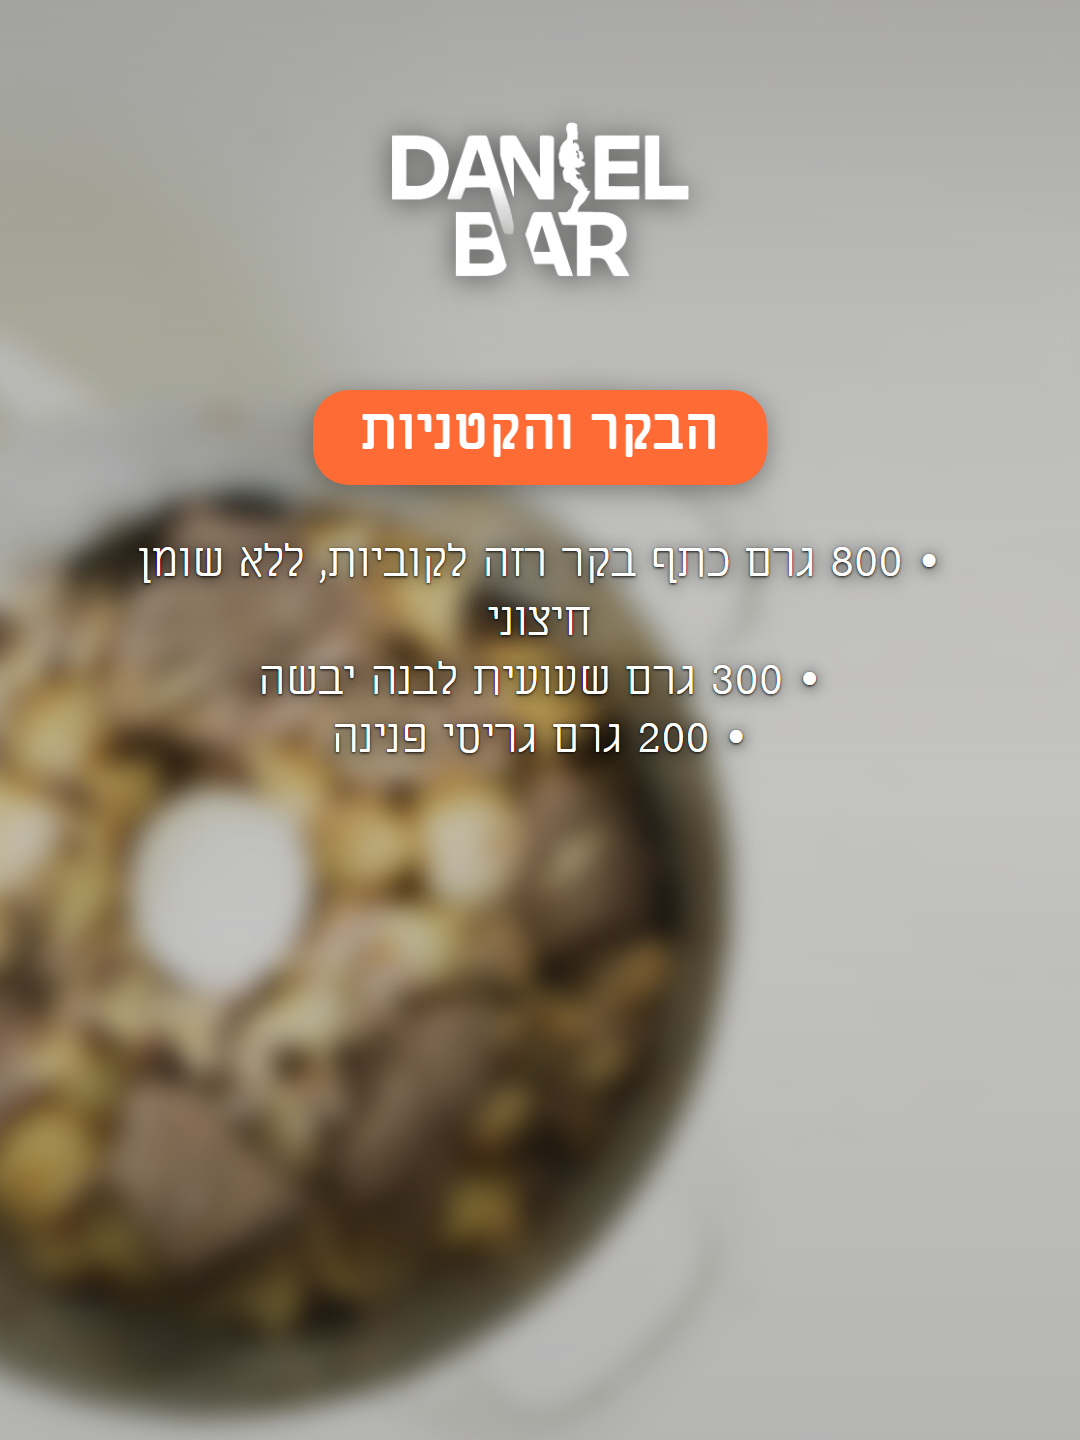 DANIEL
BAR
הבקר והקטניות
• 800 גרם כתף בקר רזה לקוביות, ללא שומן
חיצוני
• 300 גרם שעועית לבנה יבשה
• 200 גרם גריסי פנינה